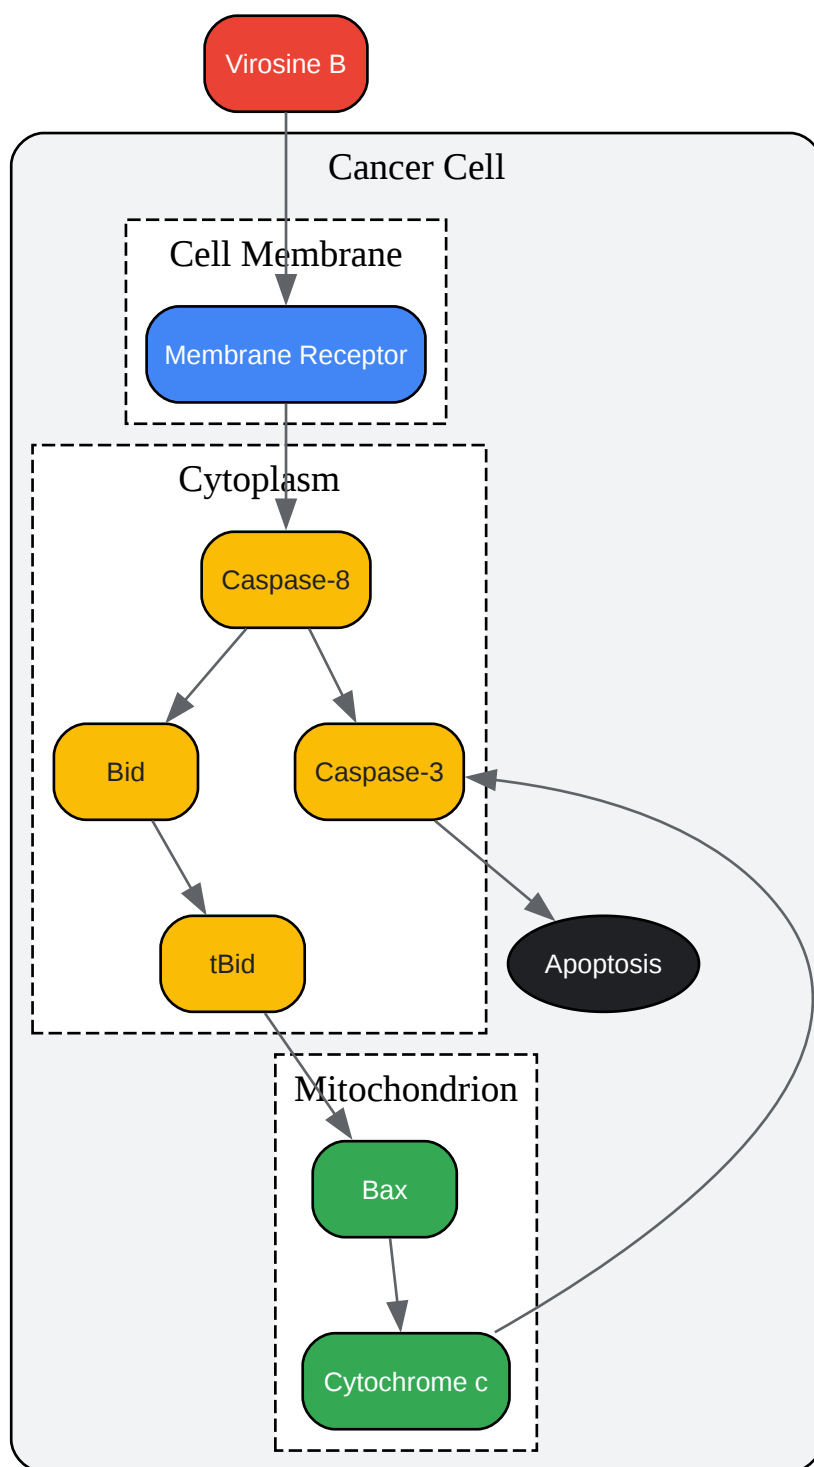 Virosine B
Cancer Cell
Cell Membrane
Membrane Receptor
Cytoplasm
Caspase-8
Bid
Caspase-3
tBid
Apoptosis
Mitochondrion
Bax
Cytochrome c